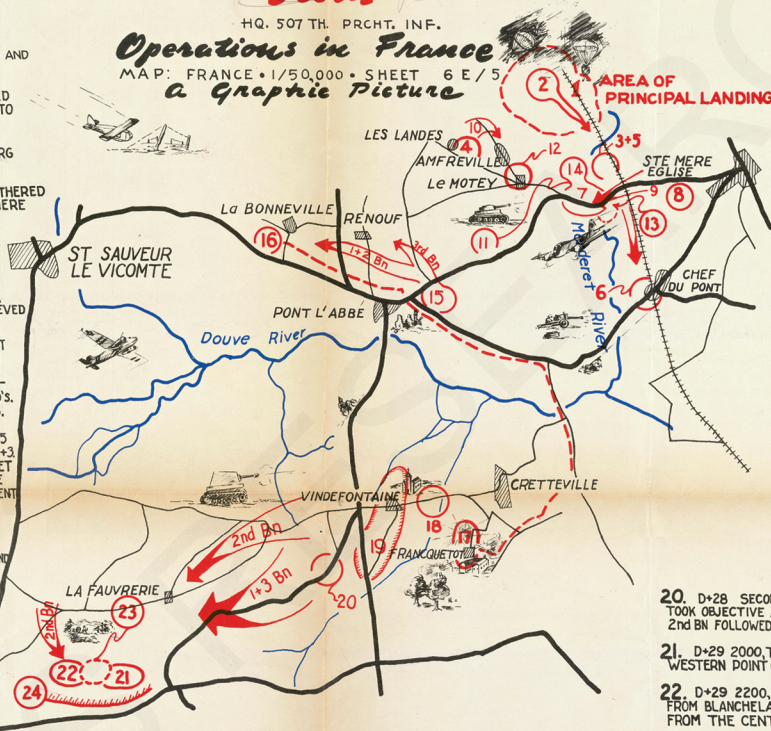 HQ. 507 TH. PRCHT. INF.
Operations in France
MAP: FRANCE • 1/50,000 • SHEET 6 E/5
A Graphic Picture
AND
TO
RG
THERED
ERE
EVED
ENT
ND
2
AREA OF
PRINCIPAL LANDING
LES LANDES
10
4
AMFREVILLE
12
3+5
LE MOTEY
14
STE MERE
EGLISE
7
9
8
13
11
Merderet River
6
CHEF
DU PONT
LA BONNEVILLE
RENOUF
16
1+2 Bn
3rd Bn
15
ST SAUVEUR
LE VICOMTE
PONT L'ABBE
Douve River
CRETTEVILLE
VINDEFONTAINE
18
17
19
FRANCQUETOT
2nd Bn
1+3 Bn
20
LA FAUVRERIE
2nd Bn
23
22
21
24
20. D+28 SECO
TOOK OBJECTIVE
2nd BN FOLLOWED
21. D+29 2000, T
WESTERN POINT
22. D+29 2200,
FROM BLANCHELA
FROM THE CENT